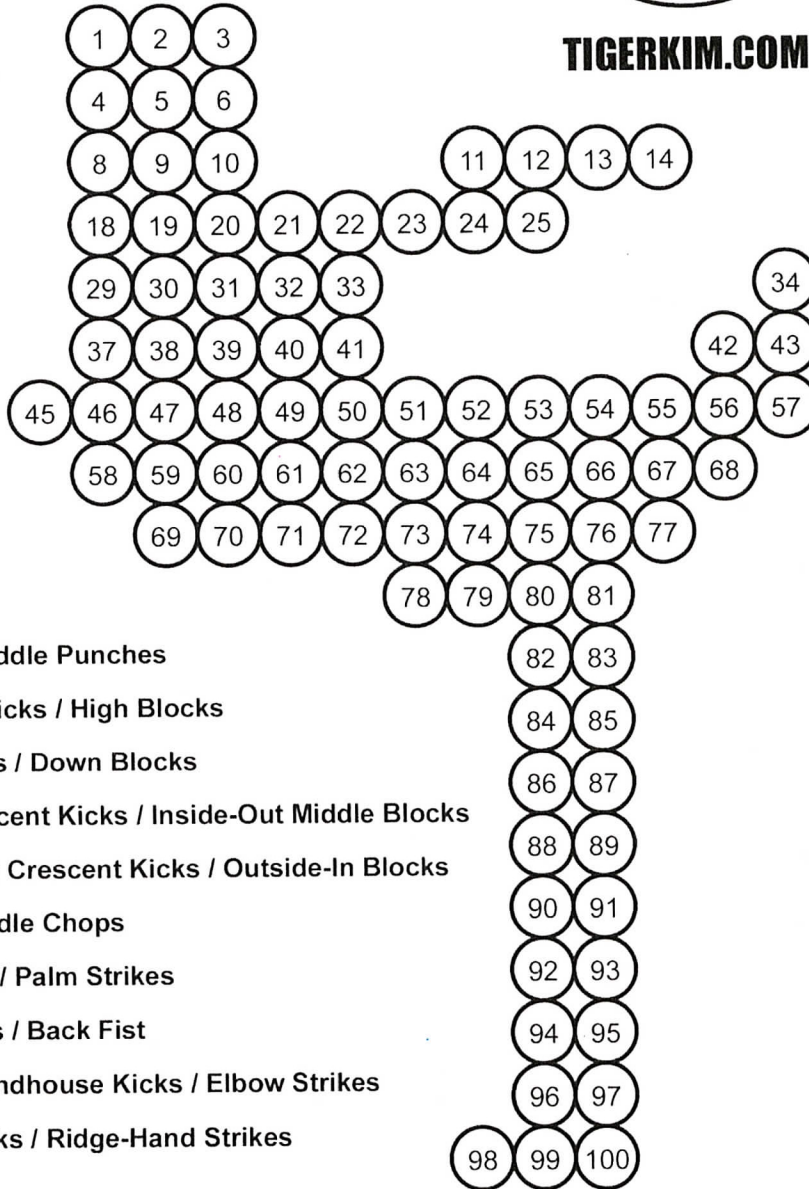 TIGERKIM.COM
1 2 3
4 5 6
8 9 10 11 12 13 14
18 19 20 21 22 23 24 25
29 30 31 32 33 34
37 38 39 40 41 42 43
45 46 47 48 49 50 51 52 53 54 55 56 57
58 59 60 61 62 63 64 65 66 67 68
69 70 71 72 73 74 75 76 77
78 79 80 81
ddle Punches 82 83
icks / High Blocks 84 85
s / Down Blocks 86 87
cent Kicks / Inside-Out Middle Blocks 88 89
Crescent Kicks / Outside-In Blocks 90 91
dle Chops
/ Palm Strikes 92 93
s / Back Fist 94 95
ndhouse Kicks / Elbow Strikes 96 97
ks / Ridge-Hand Strikes 98 99 100